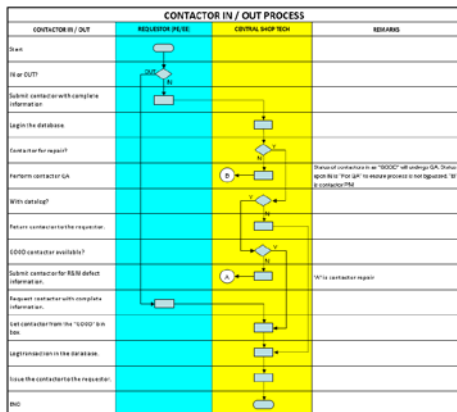 CONTACTOR IN / OUT PROCESS
CONTACTOR IN / OUT
REQUESTOR (PE/EE)
CENTRAL SHOP TECH
REMARKS
Start
IN or OUT?
OUT
IN
Submit contactor with complete
information
Login the database.
Contactor for repair?
Y
N
Perform contactor QA
B
Status of contactors in as "GOOD" will undergo QA. Status
upon IN is "For QA" to ensure process is not bypassed. "B"
is contactor PM
With datalog?
Y
Return contactor to the requestor.
GOOD contactor available?
Y
N
Submit contactor for R&M defect
information.
A
"A" is contactor repair
Request contactor with complete
information.
Get contactor from the "GOOD" bin
box.
Log transaction in the database.
Issue the contactor to the requestor.
END